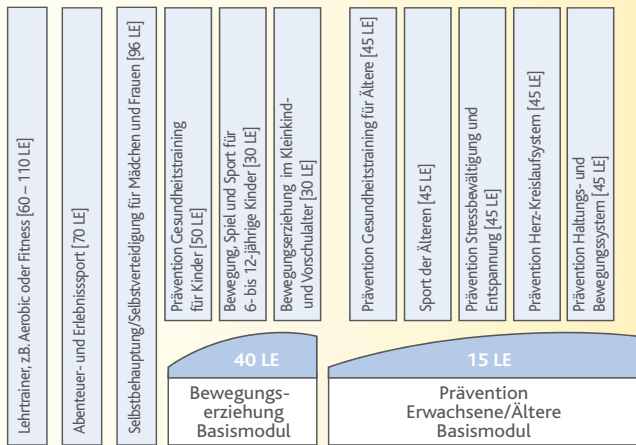 Lehrtrainer, z.B. Aerobic oder Fitness [60 – 110 LE]
Abenteuer- und Erlebnisssport [70 LE]
Selbstbehauptung/Selbstverteidigung für Mädchen und Frauen [96 LE]
Prävention Gesundheitstraining
für Kinder [50 LE]
Bewegung, Spiel und Sport für
6- bis 12-jährige Kinder [30 LE]
Bewegungserziehung im Kleinkind-
und Vorschulalter [30 LE]
Prävention Gesundheitstraining für Ältere [45 LE]
Sport der Älteren [45 LE]
Prävention Stressbewältigung und
Entspannung [45 LE]
Prävention Herz-Kreislaufsystem [45 LE]
Prävention Haltungs- und
Bewegungssystem [45 LE]
40 LE
Bewegungs-
erziehung
Basismodul
15 LE
Prävention
Erwachsene/Ältere
Basismodul